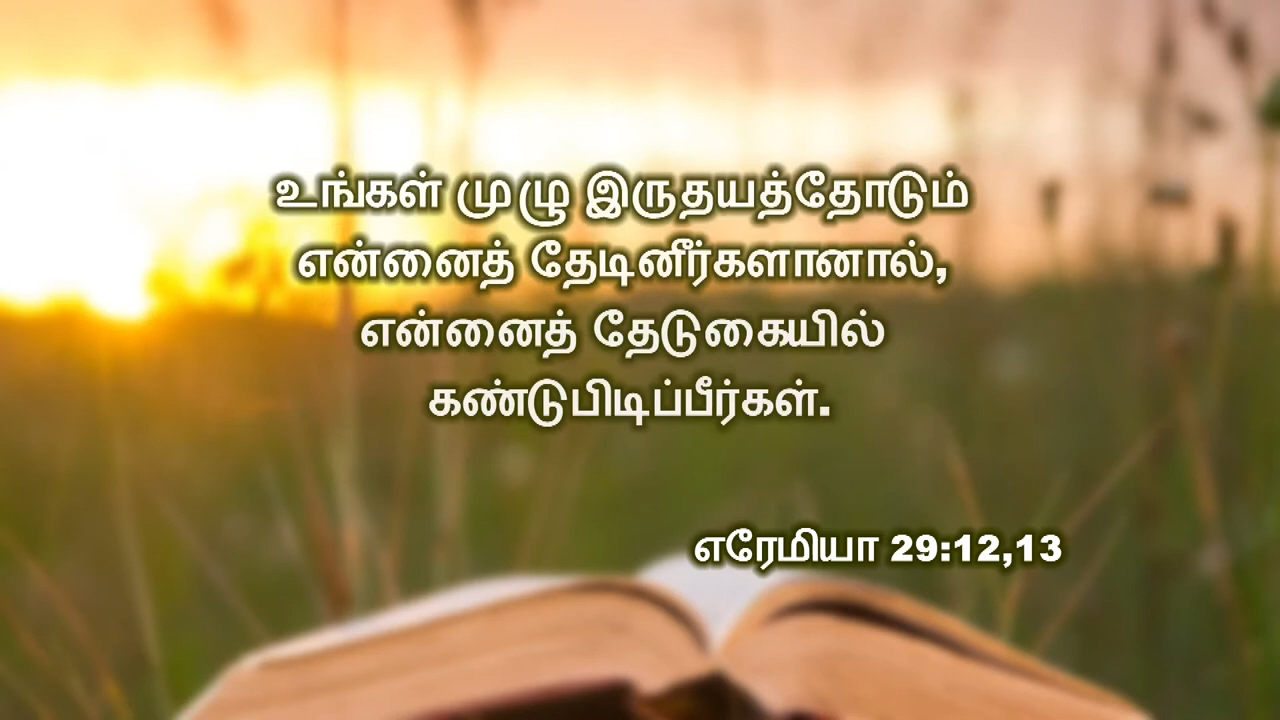 உங்கள் முழு இருதயத்தோடும்
என்னைத் தேடினீர்களானால்,
என்னைத் தேடுகையில்
கண்டுபிடிப்பீர்கள்.
எரேமியா 29:12,13